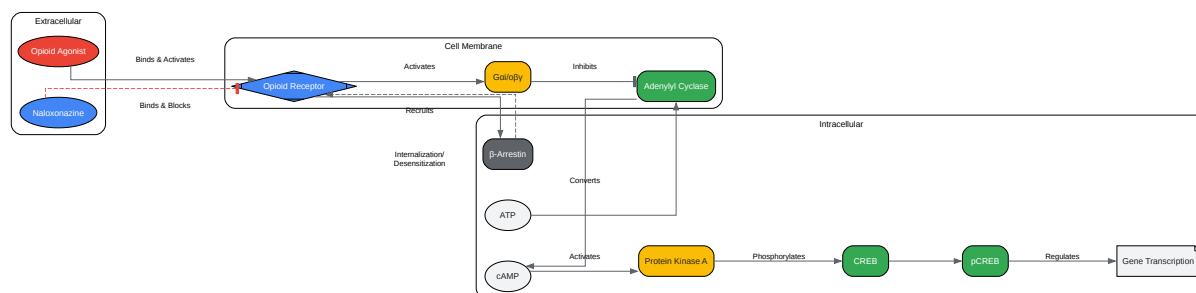 Extracellular
Opioid Agonist
Naloxonazine
Binds & Activates
Binds & Blocks
Cell Membrane
Opioid Receptor
Activates
Gαi/αβγ
Inhibits
Adenylyl Cyclase
Recruits
Intracellular
Internalization/
Desensitization
β-Arrestin
Converts
ATP
cAMP
Activates
Protein Kinase A
Phosphorylates
CREB
pCREB
Regulates
Gene Transcription